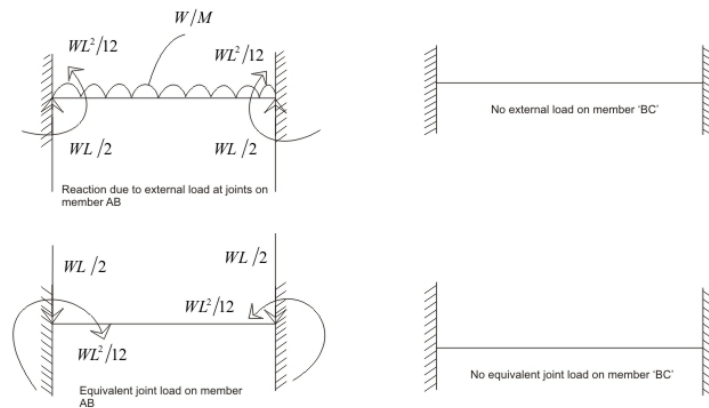 W/M
WL²/12
WL²/12
No external load on member 'BC'
WL/2
WL/2
Reaction due to external load at joints on
member AB
WL/2
WL/2
WL²/12
WL²/12
Equivalent joint load on member
AB
No equivalent joint load on member 'BC'